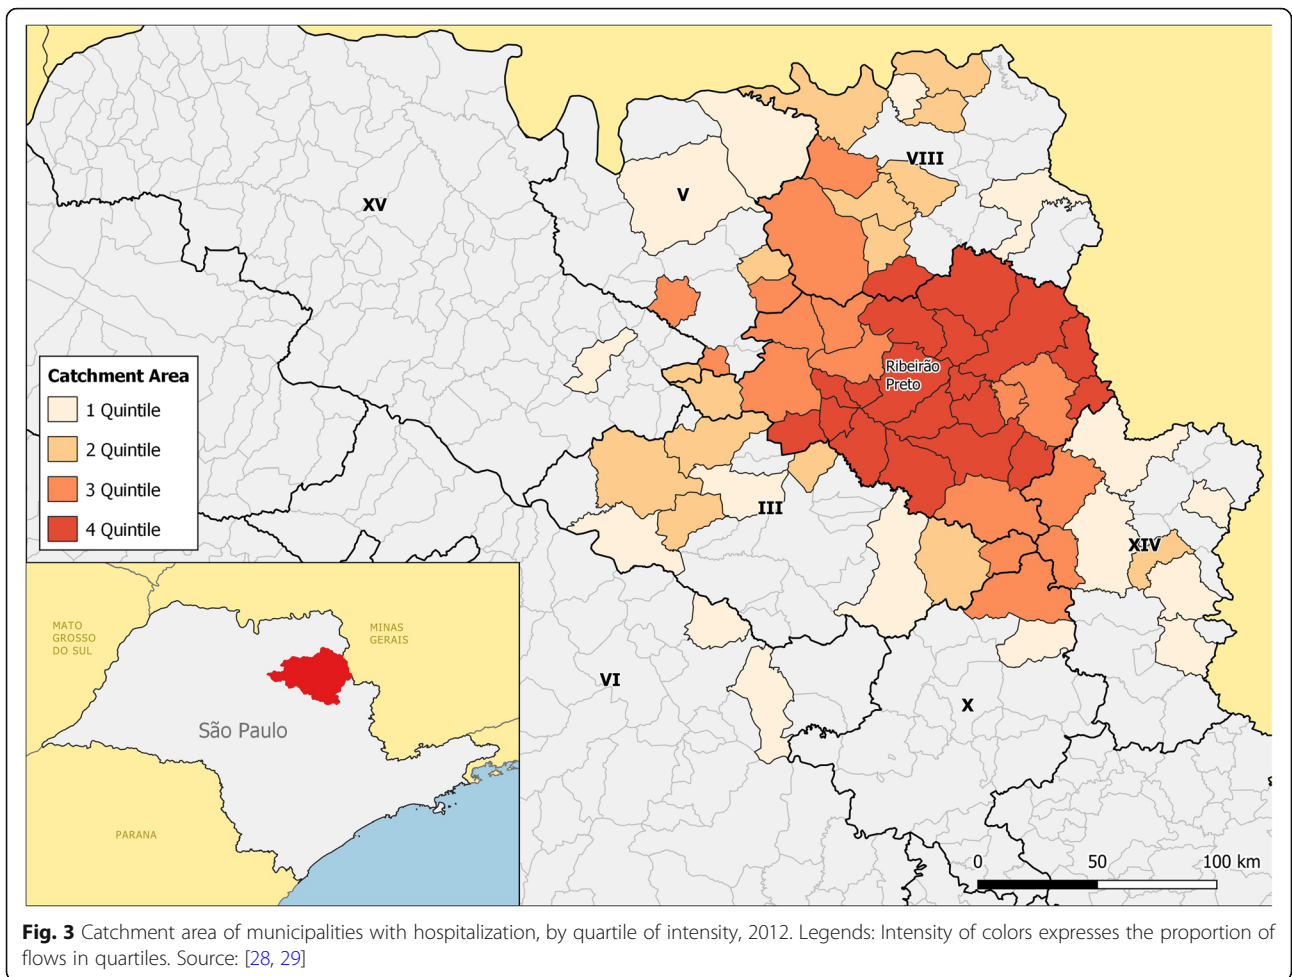 XV
V
VIII
Ribeirão
Preto
Catchment Area
1 Quintile
2 Quintile
3 Quintile
4 Quintile
III
XIV
MATO
GROSSO
DO SUL
MINAS
GERAIS
São Paulo
PARANA
VI
X
0 50 100 km
Fig. 3 Catchment area of municipalities with hospitalization, by quartile of intensity, 2012. Legends: Intensity of colors expresses the proportion of
flows in quartiles. Source: [28, 29]